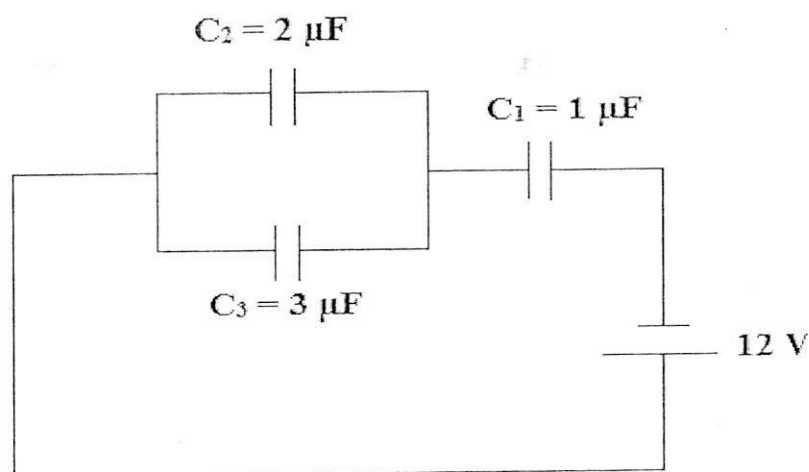 C₂ = 2 µF
C₁ = 1 µF
C₃ = 3 µF
12 V